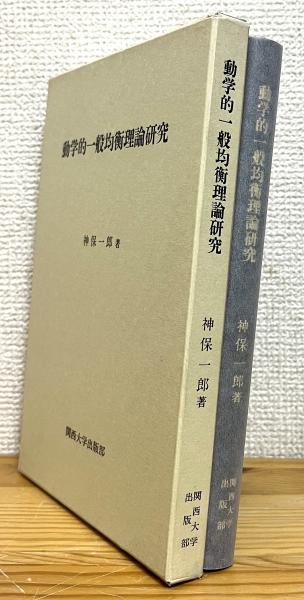 動学的一般均衡理論研究
神保一郎著
関西大学出版部
動学的一般均衡理論研究
神保一郎著
関西大学
出版部
動学的一般均衡理論研究
神保一郎著
関西大学
出版部